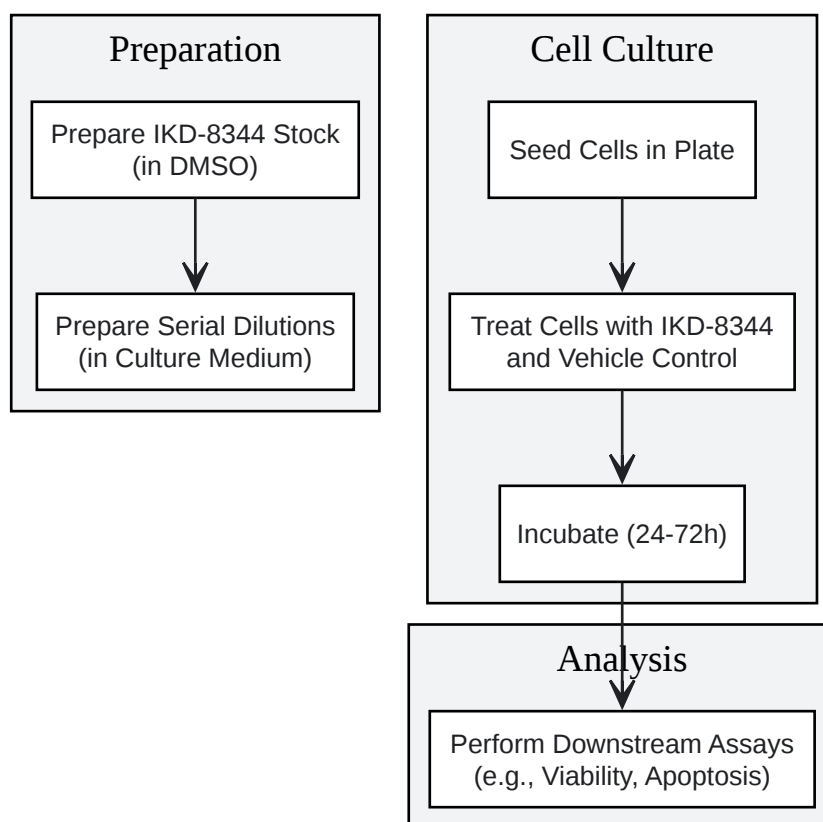 Preparation
Prepare IKD-8344 Stock
(in DMSO)
Prepare Serial Dilutions
(in Culture Medium)
Cell Culture
Seed Cells in Plate
Treat Cells with IKD-8344
and Vehicle Control
Incubate (24-72h)
Analysis
Perform Downstream Assays
(e.g., Viability, Apoptosis)